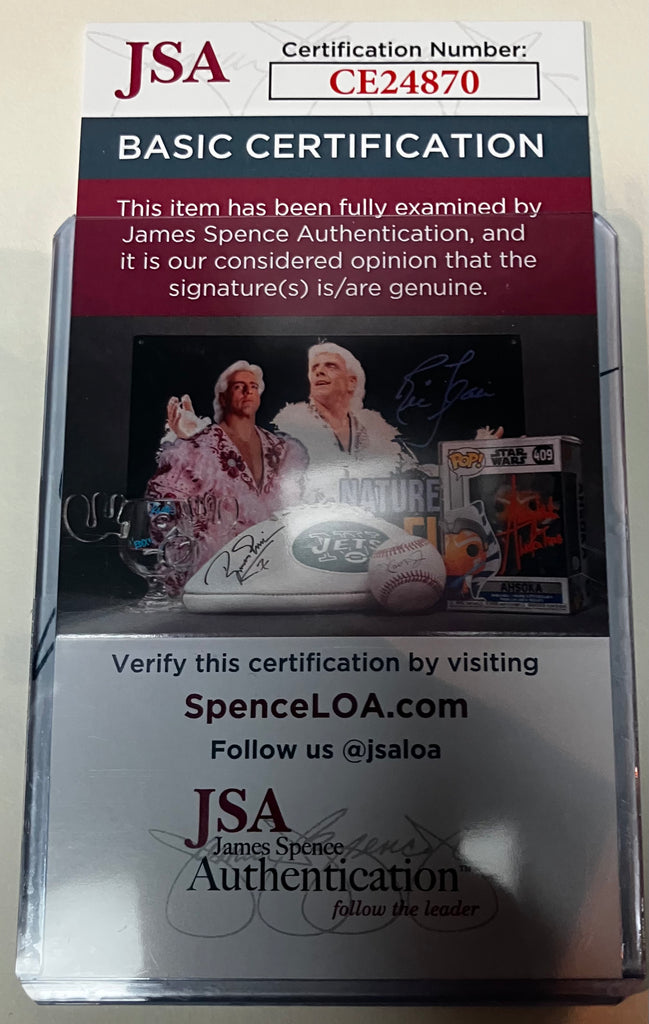 JSA
Certification Number:
CE24870
BASIC CERTIFICATION
This item has been fully examined by
James Spence Authentication, and
it is our considered opinion that the
signature(s) is/are genuine.
NATURE
POP!
STAR
WARS
409
JETS
AHSOKA
Verify this certification by visiting
SpenceLOA.com
Follow us @jsaloa
JSA
James Spence
Authentication™
follow the leader